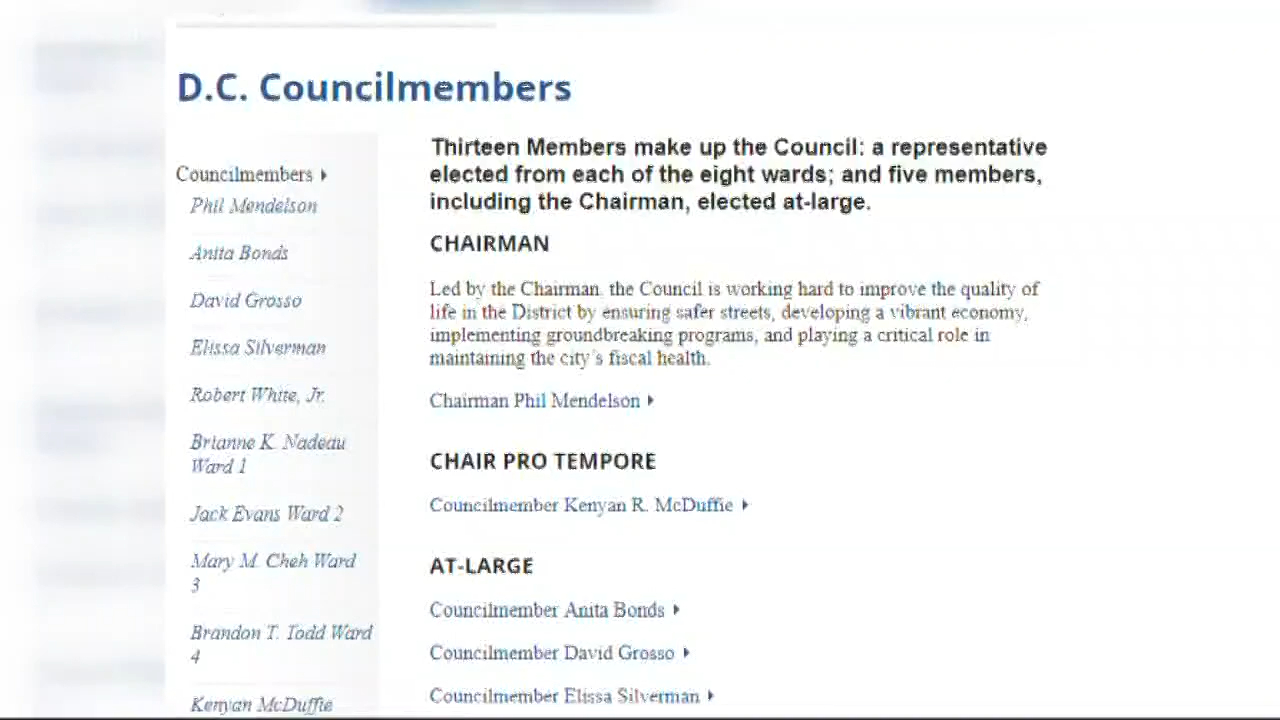 D.C. Councilmembers
Councilmembers
Phil Mendelson
Anita Bonds
David Grosso
Elissa Silverman
Robert White, Jr.
Brianne K. Nadeau
Ward 1
Jack Evans Ward 2
Mary M. Cheh Ward
3
Brandon T. Todd Ward
4
Kenyan McDuffie
Thirteen Members make up the Council: a representative
elected from each of the eight wards; and five members,
including the Chairman, elected at-large.
CHAIRMAN
Led by the Chairman, the Council is working hard to improve the quality of
life in the District by ensuring safer streets, developing a vibrant economy,
implementing groundbreaking programs, and playing a critical role in
maintaining the city's fiscal health.
Chairman Phil Mendelson
CHAIR PRO TEMPORE
Councilmember Kenyan R. McDuffie
AT-LARGE
Councilmember Anita Bonds
Councilmember David Grosso
Councilmember Elissa Silverman